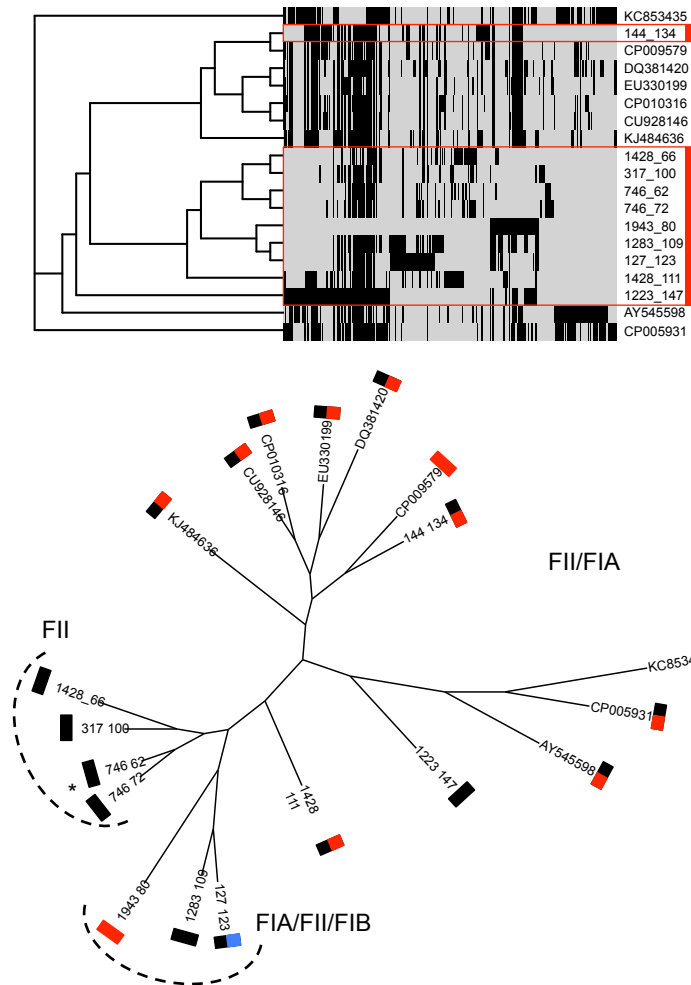 KC853435
144_134
CP009579
DQ381420
EU330199
CP010316
CU928146
KJ484636
1428_66
317_100
746_62
746_72
1943_80
1283_109
127_123
1428_111
1223_147
AY545598
CP005931
DQ381420
EU330199
CP010316
CU928146
CP009579
KJ484636
144 134
FII/FIA
FII
KC8534
1428_66
CP005931
317 100
AY545598
746 62
1223 147
746 72
*
1428
111
1943 80
1283 109
127 123
FIA/FII/FIB